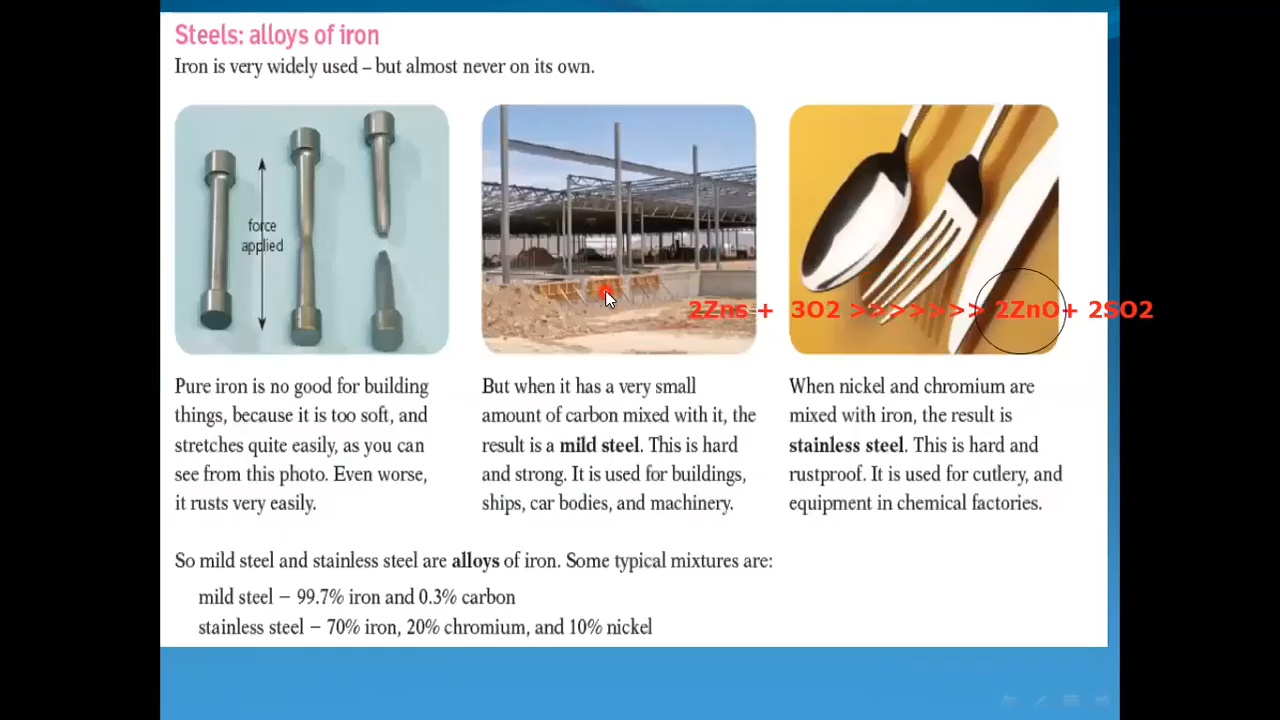 Steels: alloys of iron
Iron is very widely used – but almost never on its own.
force
applied
2Zns + 3O2 >>>>>>> 2ZnO+ 2SO2
Pure iron is no good for building
things, because it is too soft, and
stretches quite easily, as you can
see from this photo. Even worse,
it rusts very easily.
But when it has a very small
amount of carbon mixed with it, the
result is a mild steel. This is hard
and strong. It is used for buildings,
ships, car bodies, and machinery.
When nickel and chromium are
mixed with iron, the result is
stainless steel. This is hard and
rustproof. It is used for cutlery, and
equipment in chemical factories.
So mild steel and stainless steel are alloys of iron. Some typical mixtures are:
mild steel – 99.7% iron and 0.3% carbon
stainless steel – 70% iron, 20% chromium, and 10% nickel